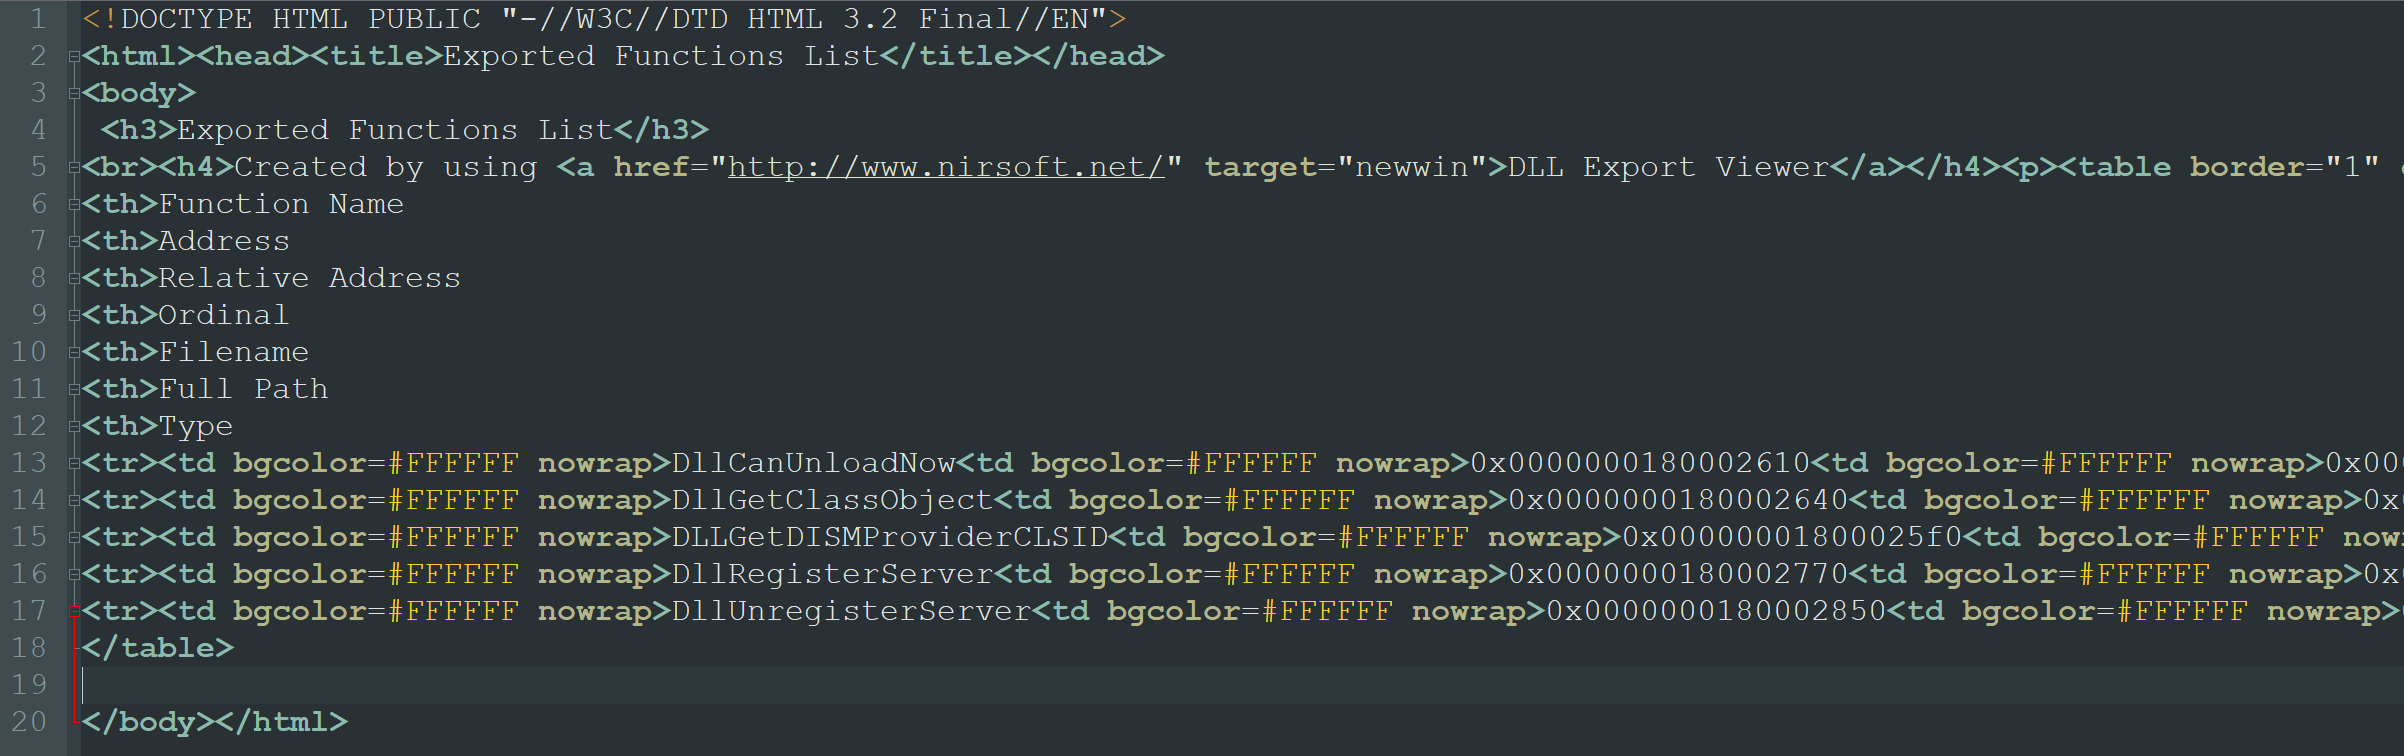 1 <!DOCTYPE HTML PUBLIC "-//W3C//DTD HTML 3.2 Final//EN">
2 <html><head><title>Exported Functions List</title></head>
3 <body>
4  <h3>Exported Functions List</h3>
5 <br><h4>Created by using <a href="http://www.nirsoft.net/" target="newwin">DLL Export Viewer</a></h4><p><table border="1"
6 <th>Function Name
7 <th>Address
8 <th>Relative Address
9 <th>Ordinal
10 <th>Filename
11 <th>Full Path
12 <th>Type
13 <tr><td bgcolor=#FFFFFF nowrap>DllCanUnloadNow<td bgcolor=#FFFFFF nowrap>0x0000000180002610<td bgcolor=#FFFFFF nowrap>0x00
14 <tr><td bgcolor=#FFFFFF nowrap>DllGetClassObject<td bgcolor=#FFFFFF nowrap>0x0000000180002640<td bgcolor=#FFFFFF nowrap>0x
15 <tr><td bgcolor=#FFFFFF nowrap>DLLGetDISMProviderCLSID<td bgcolor=#FFFFFF nowrap>0x00000001800025f0<td bgcolor=#FFFFFF now
16 <tr><td bgcolor=#FFFFFF nowrap>DllRegisterServer<td bgcolor=#FFFFFF nowrap>0x0000000180002770<td bgcolor=#FFFFFF nowrap>0x
17 <tr><td bgcolor=#FFFFFF nowrap>DllUnregisterServer<td bgcolor=#FFFFFF nowrap>0x0000000180002850<td bgcolor=#FFFFFF nowrap>
18 </table>
19
20 </body></html>